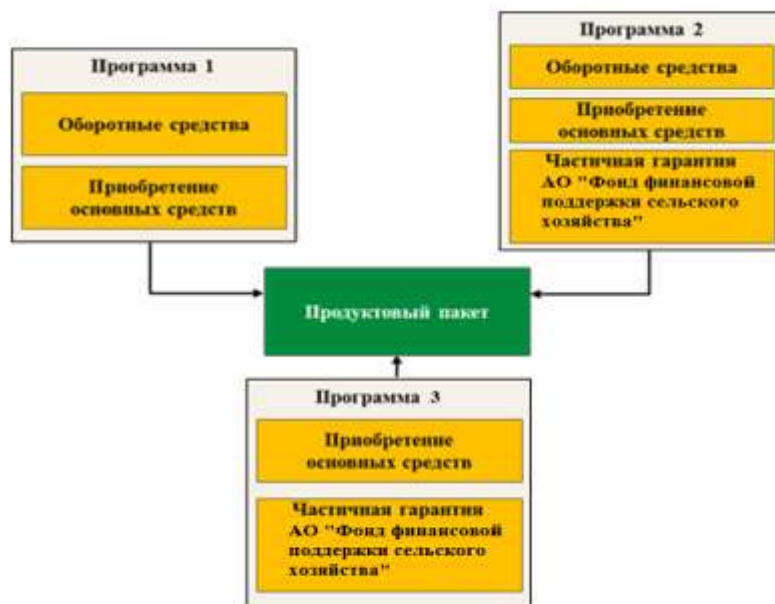 Программа 1
Оборотные средства
Приобретение
основных средств
Программа 2
Оборотные средства
Приобретение
основных средств
Частичная гарантия
АО "Фонд финансовой
поддержки сельского
хозяйства"
Продуктовый пакет
Программа 3
Приобретение
основных средств
Частичная гарантия
АО "Фонд финансовой
поддержки сельского
хозяйства"